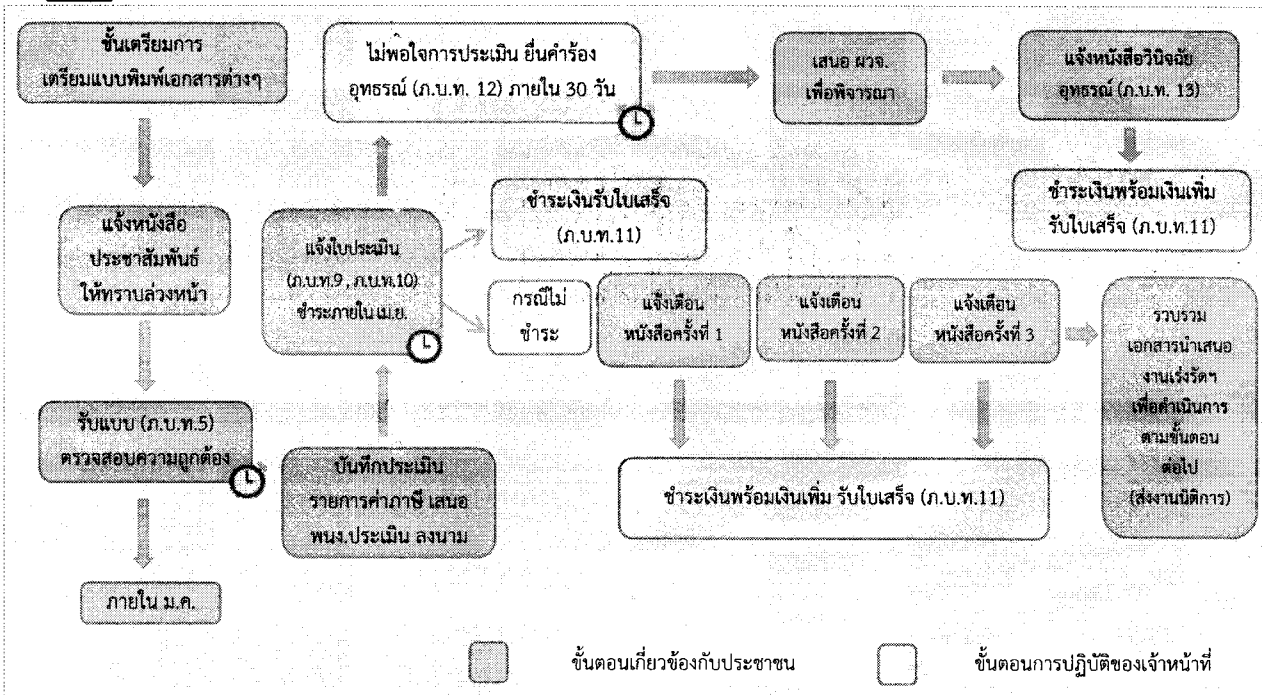 ขั้นเตรียมการ
เตรียมแบบพิมพ์เอกสารต่างๆ
ไม่พอใจการประเมิน ยื่นคำร้อง
อุทธรณ์ (ภ.บ.ท. 12) ภายใน 30 วัน
เสนอ ผวจ.
เพื่อพิจารณา
แจ้งหนังสือวินิจฉัย
อุทธรณ์ (ภ.บ.ท. 13)
ชำระเงินพร้อมเงินเพิ่ม
รับใบเสร็จ (ภ.บ.ท.11)
แจ้งหนังสือ
ประชาสัมพันธ์
ให้ทราบล่วงหน้า
แจ้งใบประเมิน
(ภ.บ.ท.9 , ภ.บ.ท.10)
ชำระภายใน เม.ย.
ชำระเงินรับใบเสร็จ
(ภ.บ.ท.11)
กรณีไม่
ชำระ
แจ้งเตือน
หนังสือครั้งที่ 1
แจ้งเตือน
หนังสือครั้งที่ 2
แจ้งเตือน
หนังสือครั้งที่ 3
รวบรวม
เอกสารนำเสนอ
งานเร่งรัดฯ
เพื่อดำเนินการ
ตามขั้นตอน
ต่อไป
(ส่งงานนิติการ)
รับแบบ (ภ.บ.ท.5)
ตรวจสอบความถูกต้อง
บันทึกประเมิน
รายการค่าภาษี เสนอ
พนง.ประเมิน ลงนาม
ชำระเงินพร้อมเงินเพิ่ม รับใบเสร็จ (ภ.บ.ท.11)
ภายใน ม.ค.
ขั้นตอนเกี่ยวข้องกับประชาชน
ขั้นตอนการปฏิบัติของเจ้าหน้าที่